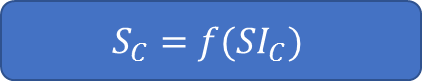 S_C = f(SI_C)